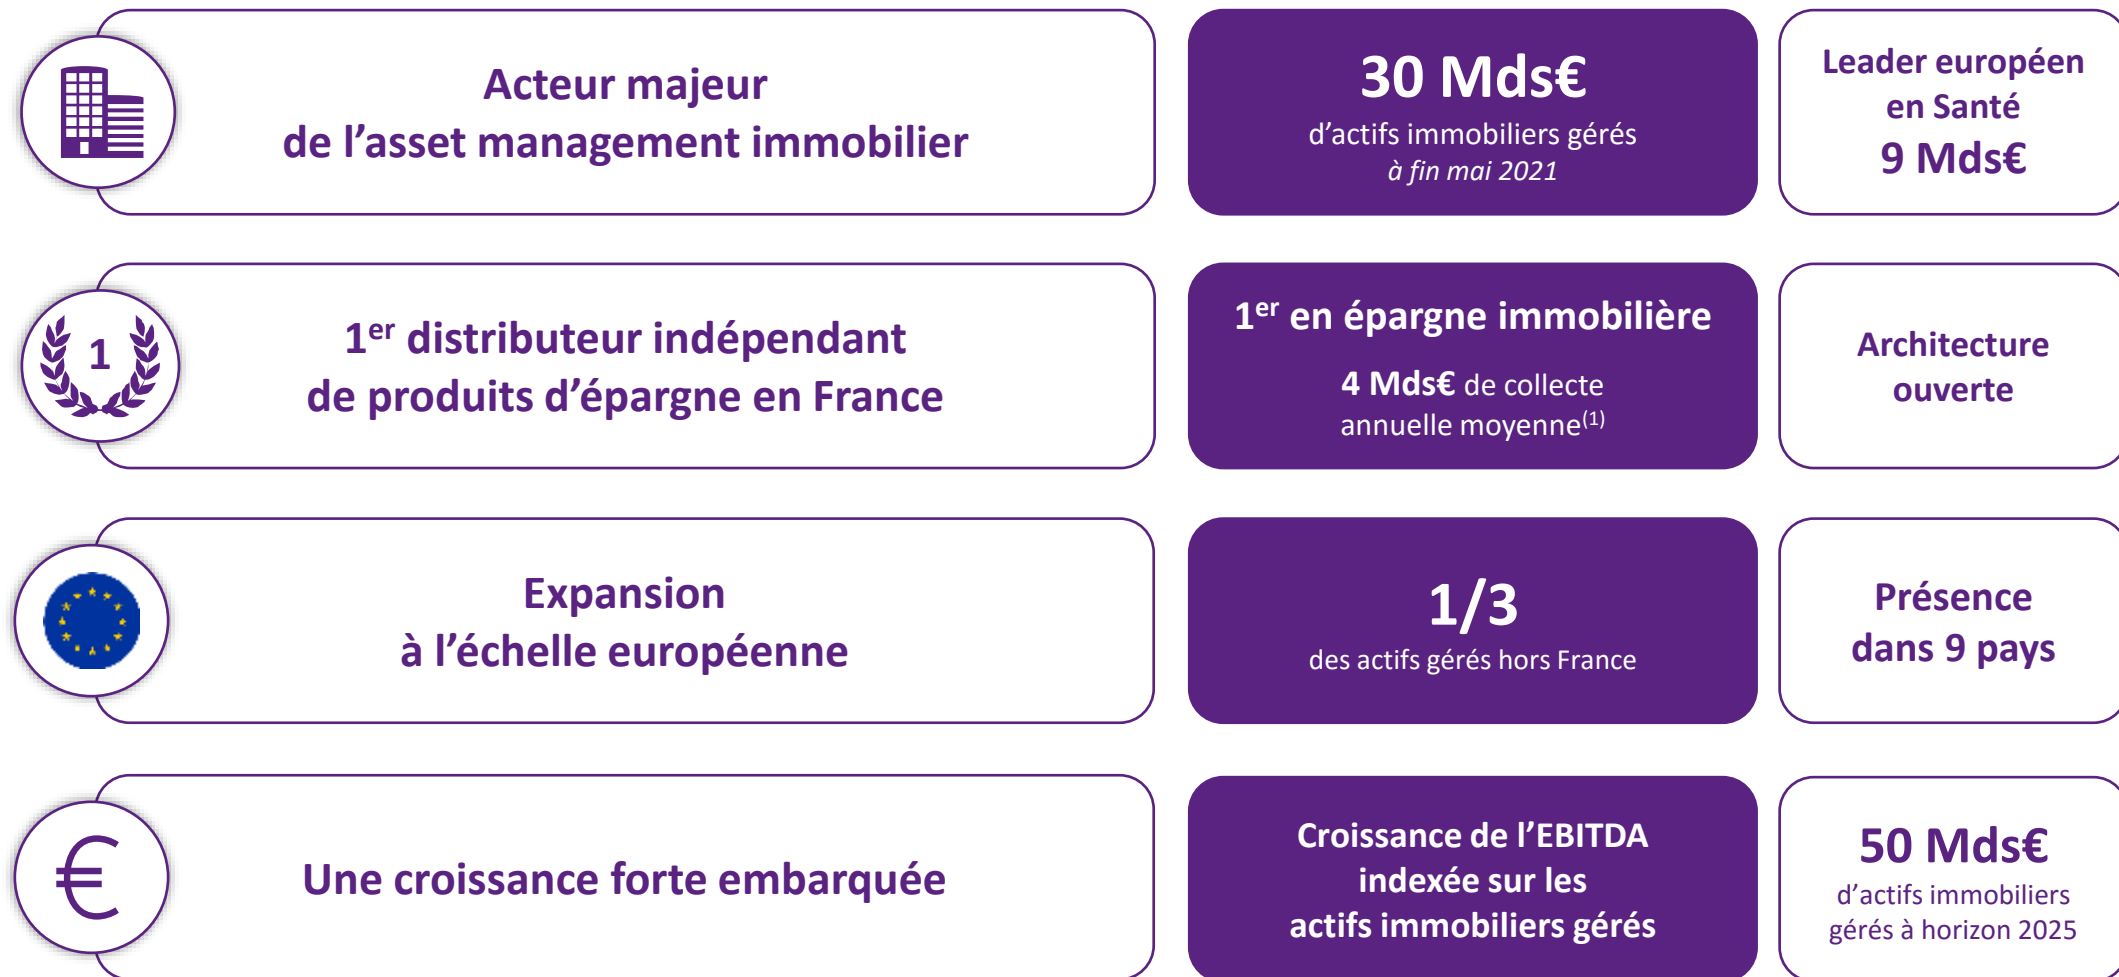 Acteur majeur
de l’asset management immobilier
30 Mds€
d’actifs immobiliers gérés
à fin mai 2021
Leader européen
en Santé
9 Mds€
1
1er distributeur indépendant
de produits d’épargne en France
1er en épargne immobilière
4 Mds€ de collecte
annuelle moyenne(1)
Architecture
ouverte
Expansion
à l’échelle européenne
1/3
des actifs gérés hors France
Présence
dans 9 pays
€
Une croissance forte embarquée
Croissance de l’EBITDA
indexée sur les
actifs immobiliers gérés
50 Mds€
d’actifs immobiliers
gérés à horizon 2025